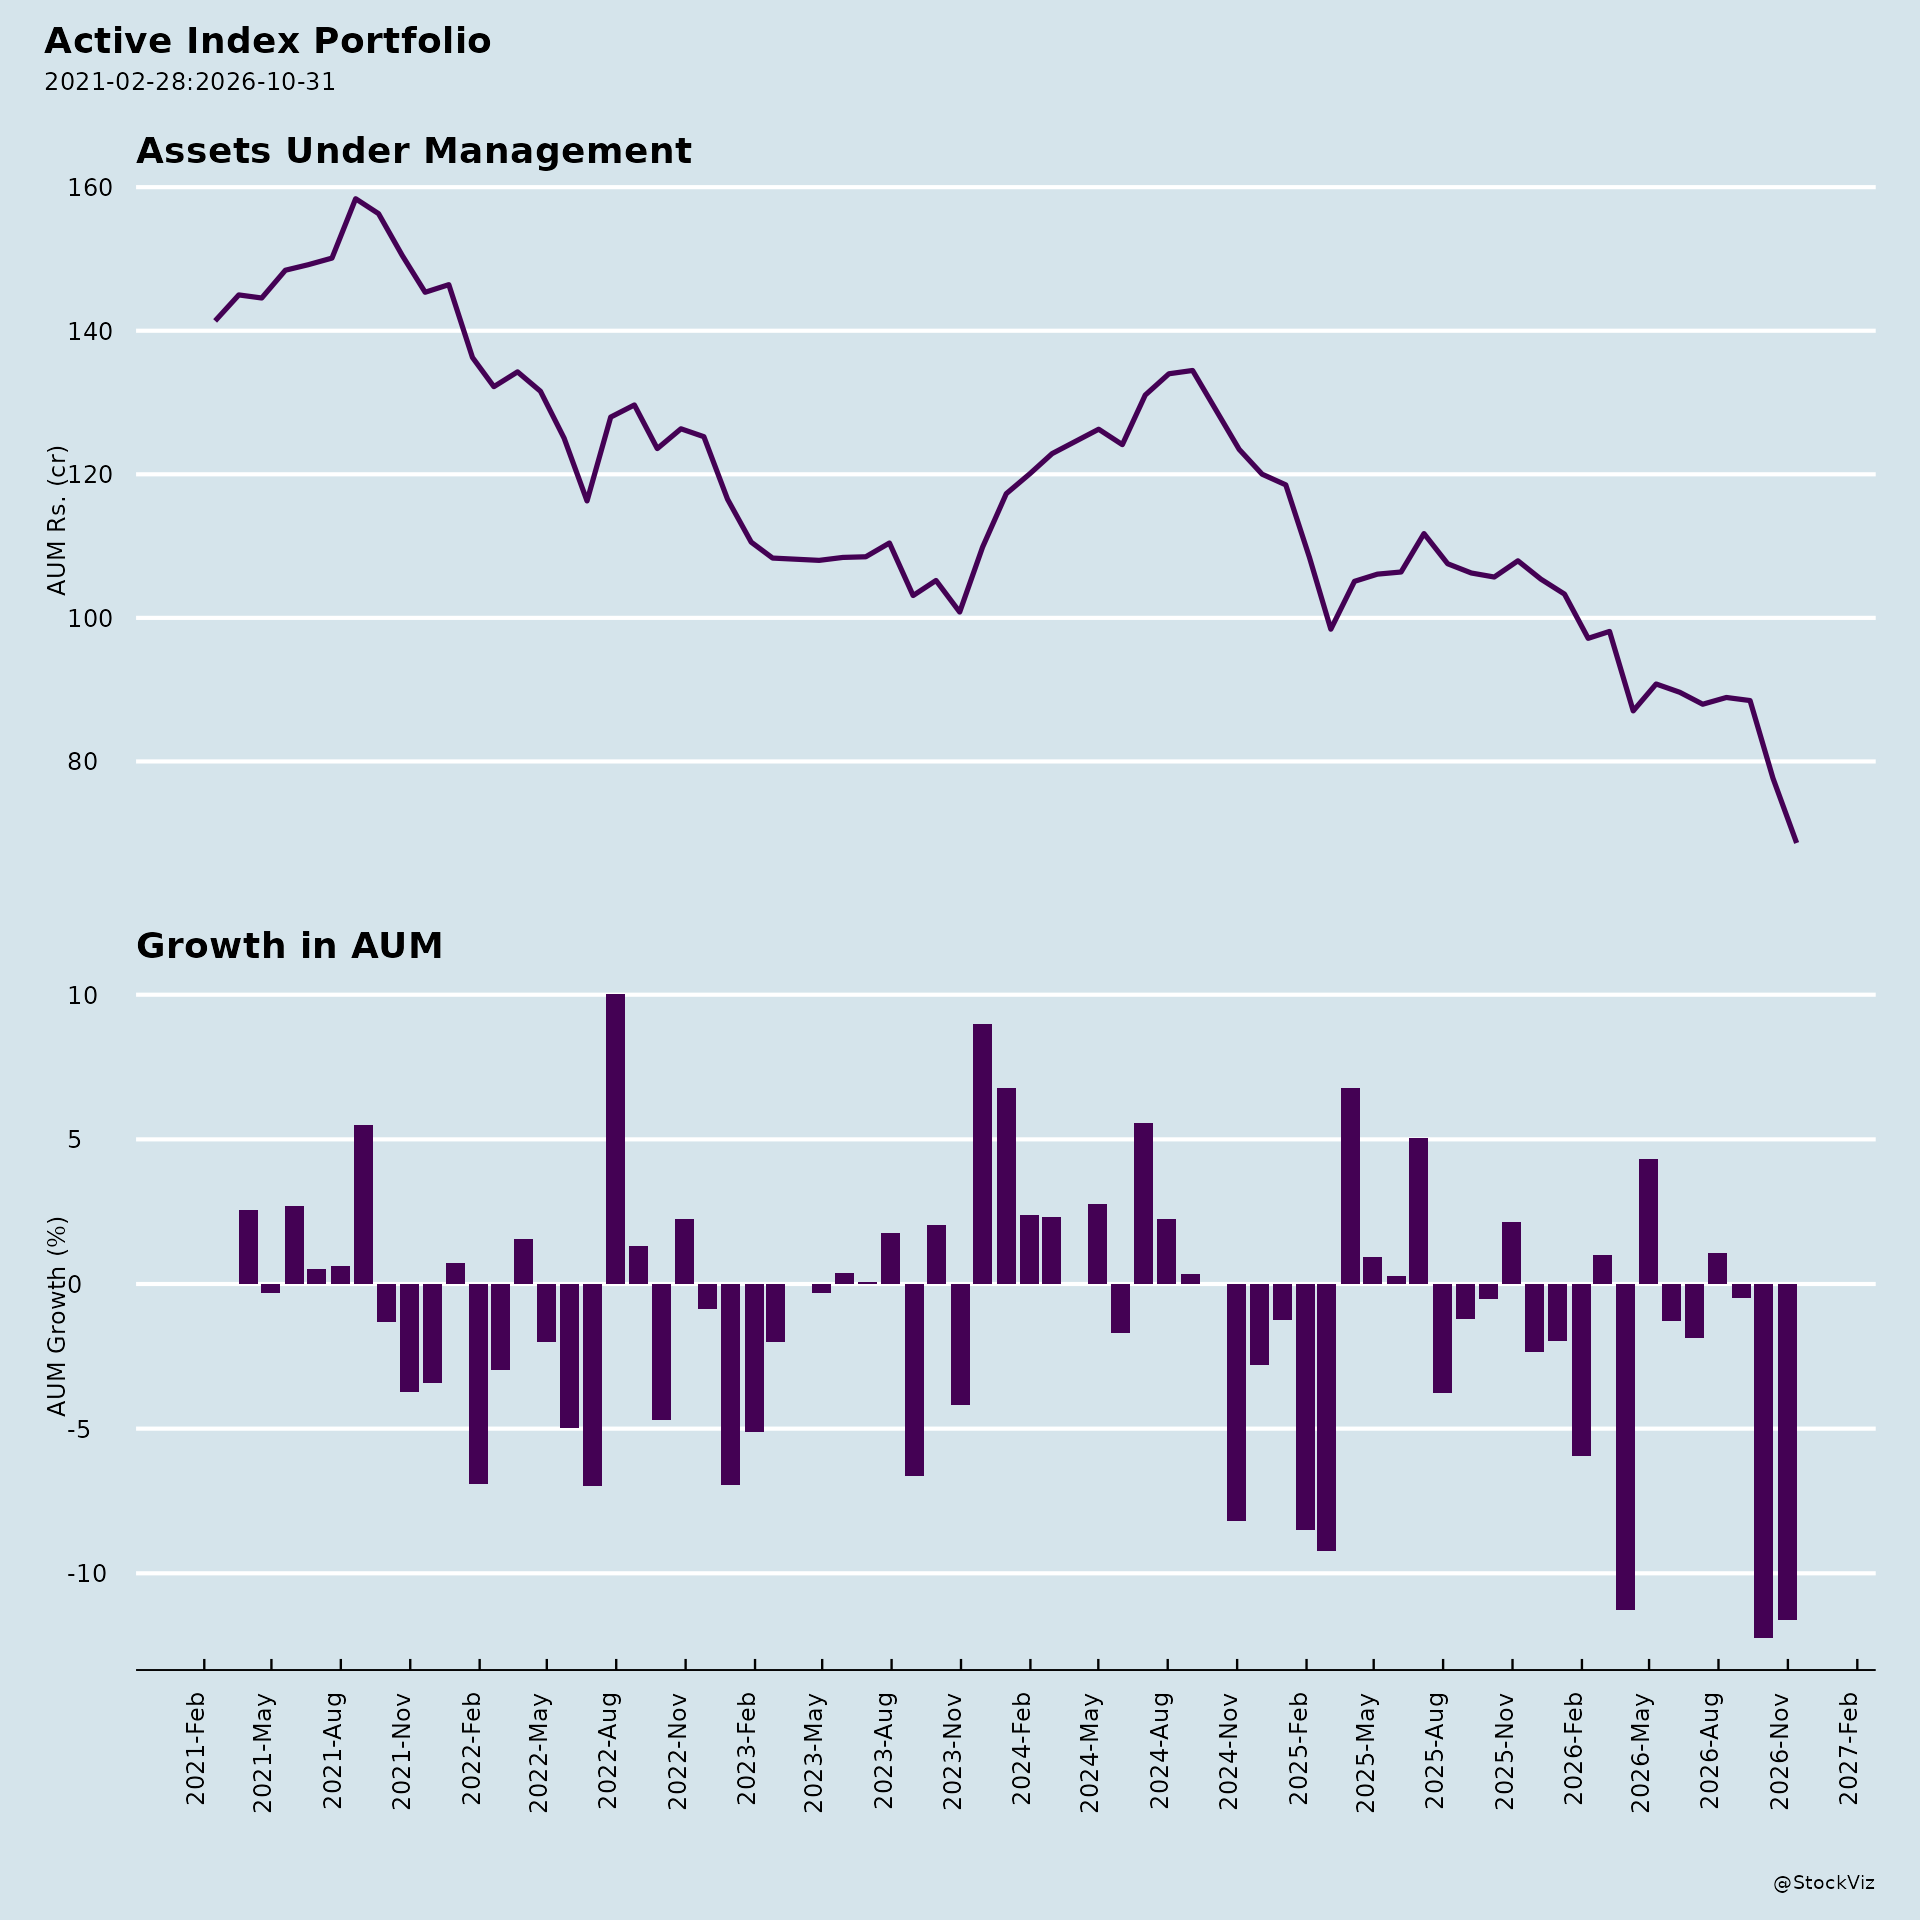 Active Index Portfolio
2021-02-28:2026-10-31
Assets Under Management
160
140
120
100
80
AUM Rs. (cr)
Growth in AUM
10
5
0
-5
-10
AUM Growth (%)
2021-Feb
2021-May
2021-Aug
2021-Nov
2022-Feb
2022-May
2022-Aug
2022-Nov
2023-Feb
2023-May
2023-Aug
2023-Nov
2024-Feb
2024-May
2024-Aug
2024-Nov
2025-Feb
2025-May
2025-Aug
2025-Nov
2026-Feb
2026-May
2026-Aug
2026-Nov
2027-Feb
@StockViz